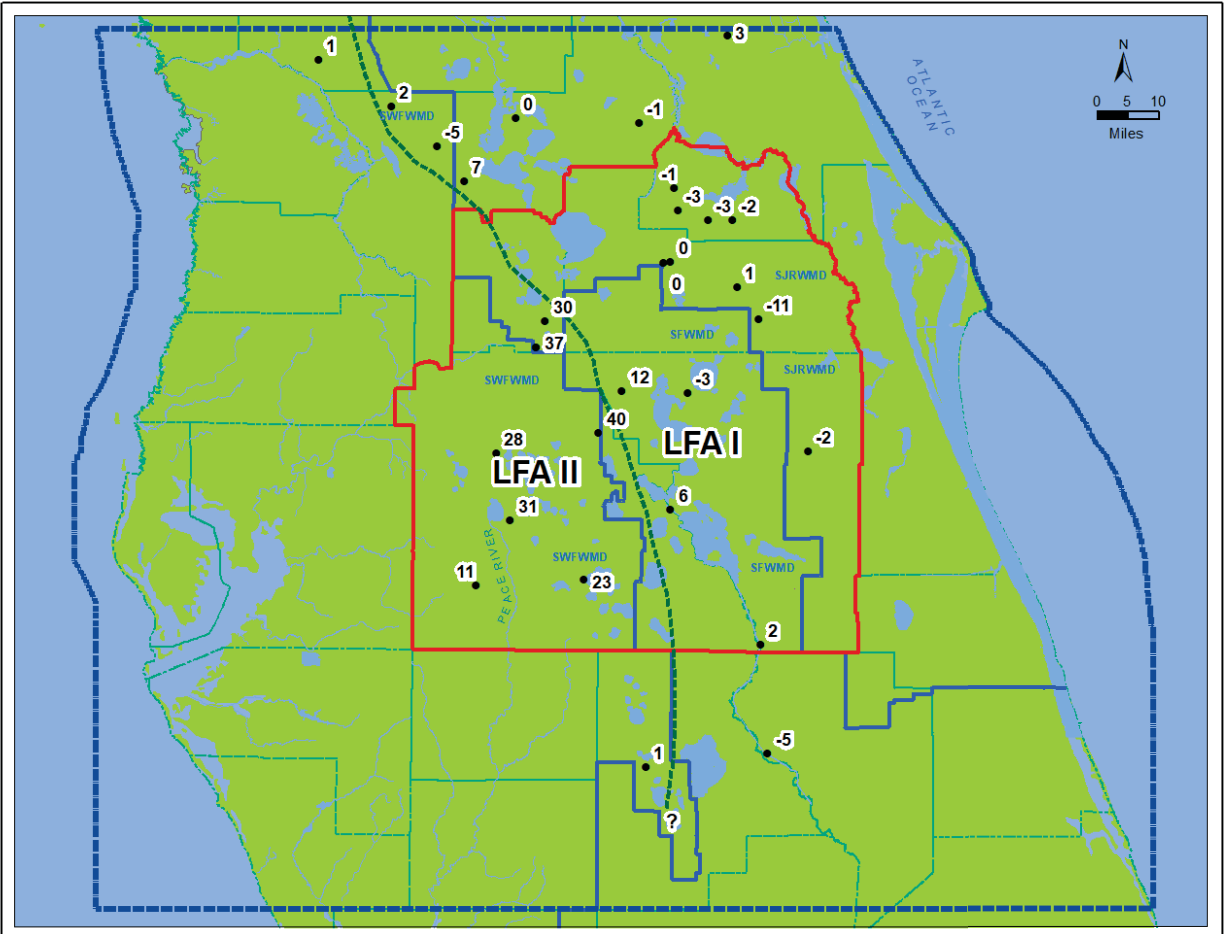 3
N
ATLANTIC
OCEAN
1
0 5 10
Miles
2
SWFWMD
0
-1
-5
7
-1
-3
-3
-2
0
0
1
SJRWMD
-11
30
SFWMD
37
SWFWMD
12
-3
SJRWMD
40
LFA I
-2
28
LFA II
31
6
PEACE RIVER
SWFWMD
SFWMD
11
23
2
1
-5
?